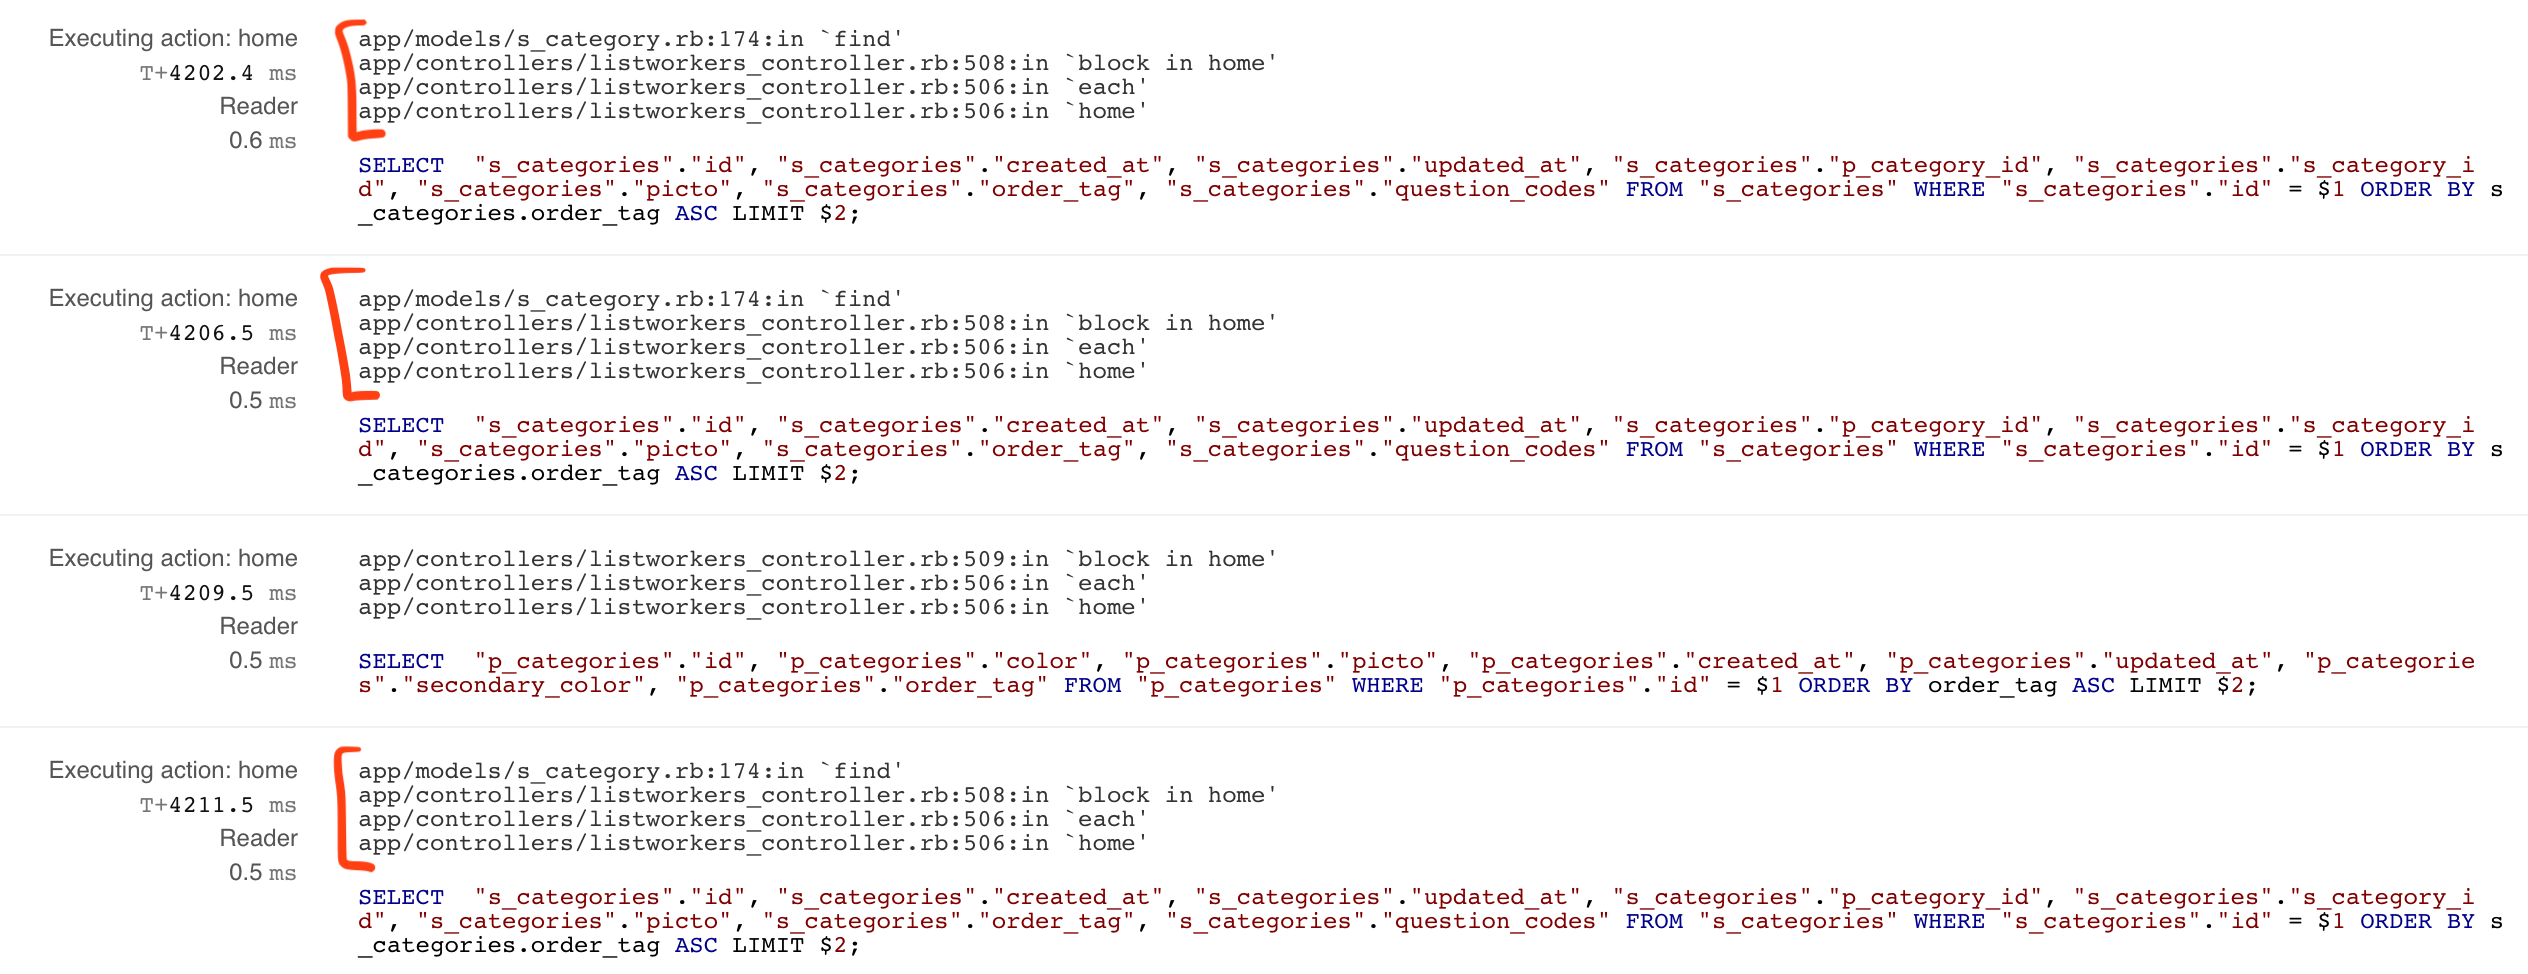 Executing action: home
T+4202.4 ms
Reader
0.6 ms
app/models/s_category.rb:174:in `find'
app/controllers/listworkers_controller.rb:508:in `block in home'
app/controllers/listworkers_controller.rb:506:in `each'
app/controllers/listworkers_controller.rb:506:in `home'
SELECT  "s_categories"."id", "s_categories"."created_at", "s_categories"."updated_at", "s_categories"."p_category_id", "s_categories"."s_category_i
d", "s_categories"."picto", "s_categories"."order_tag", "s_categories"."question_codes" FROM "s_categories" WHERE "s_categories"."id" = $1 ORDER BY s
_categories.order_tag ASC LIMIT $2;
Executing action: home
T+4206.5 ms
Reader
0.5 ms
app/models/s_category.rb:174:in `find'
app/controllers/listworkers_controller.rb:508:in `block in home'
app/controllers/listworkers_controller.rb:506:in `each'
app/controllers/listworkers_controller.rb:506:in `home'
SELECT  "s_categories"."id", "s_categories"."created_at", "s_categories"."updated_at", "s_categories"."p_category_id", "s_categories"."s_category_i
d", "s_categories"."picto", "s_categories"."order_tag", "s_categories"."question_codes" FROM "s_categories" WHERE "s_categories"."id" = $1 ORDER BY s
_categories.order_tag ASC LIMIT $2;
Executing action: home
T+4209.5 ms
Reader
0.5 ms
app/controllers/listworkers_controller.rb:509:in `block in home'
app/controllers/listworkers_controller.rb:506:in `each'
app/controllers/listworkers_controller.rb:506:in `home'
SELECT  "p_categories"."id", "p_categories"."color", "p_categories"."picto", "p_categories"."created_at", "p_categories"."updated_at", "p_categorie
s"."secondary_color", "p_categories"."order_tag" FROM "p_categories" WHERE "p_categories"."id" = $1 ORDER BY order_tag ASC LIMIT $2;
Executing action: home
T+4211.5 ms
Reader
0.5 ms
app/models/s_category.rb:174:in `find'
app/controllers/listworkers_controller.rb:508:in `block in home'
app/controllers/listworkers_controller.rb:506:in `each'
app/controllers/listworkers_controller.rb:506:in `home'
SELECT  "s_categories"."id", "s_categories"."created_at", "s_categories"."updated_at", "s_categories"."p_category_id", "s_categories"."s_category_i
d", "s_categories"."picto", "s_categories"."order_tag", "s_categories"."question_codes" FROM "s_categories" WHERE "s_categories"."id" = $1 ORDER BY s
_categories.order_tag ASC LIMIT $2;